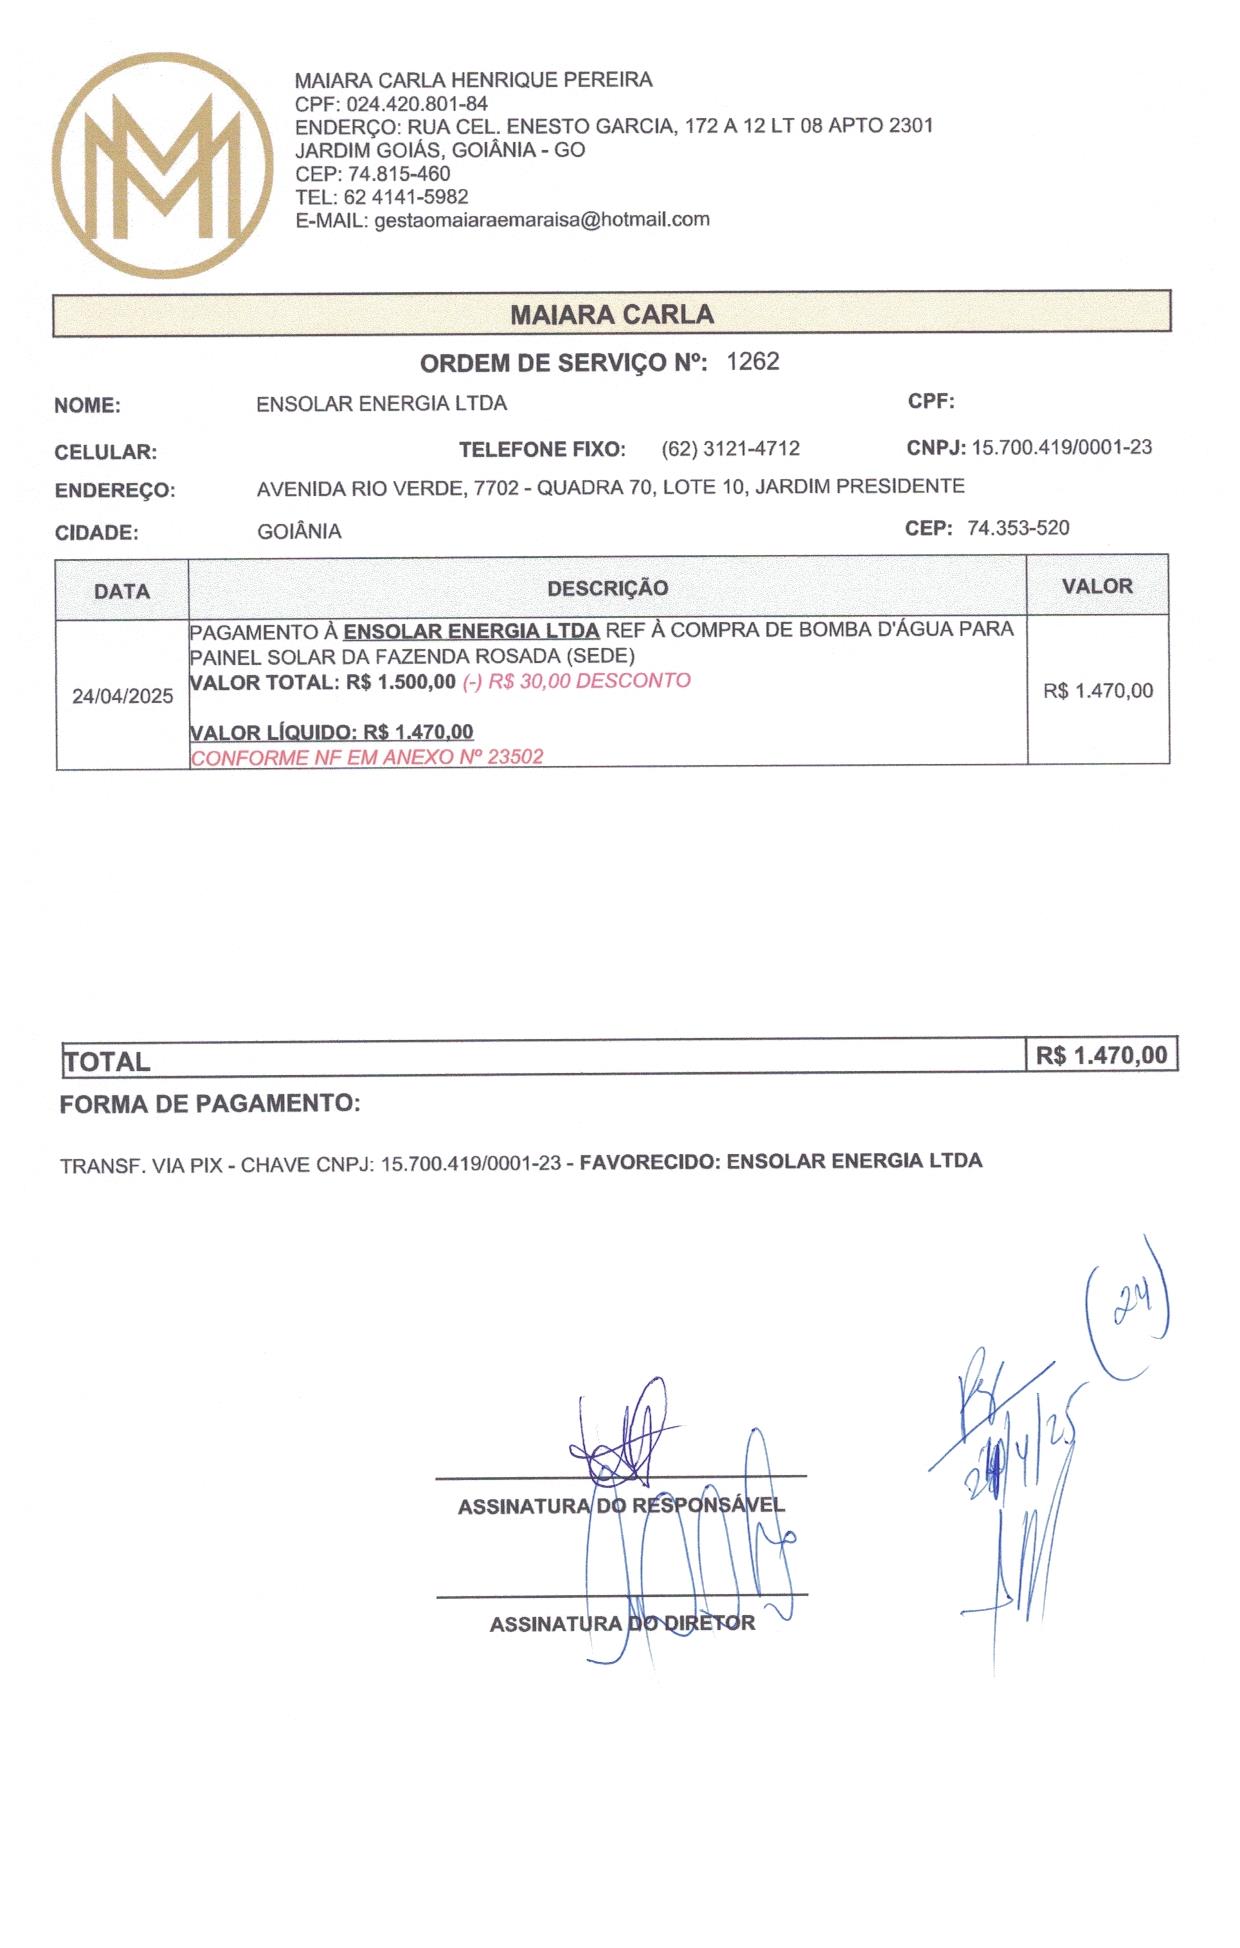 MAIARA CARLA HENRIQUE PEREIRA
CPF: 024.420.801-84
ENDERÇO: RUA CEL. ENESTO GARCIA, 172 A 12 LT 08 APTO 2301
JARDIM GOIÁS, GOIÂNIA - GO
CEP: 74.815-460
TEL: 62 4141-5982
E-MAIL: gestaomaiaraemaraisa@hotmail.com
MAIARA CARLA
ORDEM DE SERVIÇO Nº: 1262
NOME: ENSOLAR ENERGIA LTDA CPF:
CELULAR: TELEFONE FIXO: (62) 3121-4712 CNPJ: 15.700.419/0001-23
ENDEREÇO: AVENIDA RIO VERDE, 7702 - QUADRA 70, LOTE 10, JARDIM PRESIDENTE
CIDADE: GOIÂNIA CEP: 74.353-520
DATA DESCRIÇÃO VALOR
PAGAMENTO À ENSOLAR ENERGIA LTDA REF À COMPRA DE BOMBA D'ÁGUA PARA
PAINEL SOLAR DA FAZENDA ROSADA (SEDE)
VALOR TOTAL: R$ 1.500,00 (-) R$ 30,00 DESCONTO
24/04/2025 R$ 1.470,00
VALOR LÍQUIDO: R$ 1.470,00
CONFORME NF EM ANEXO Nº 23502
TOTAL R$ 1.470,00
FORMA DE PAGAMENTO:
TRANSF. VIA PIX - CHAVE CNPJ: 15.700.419/0001-23 - FAVORECIDO: ENSOLAR ENERGIA LTDA
(24)
ASSINATURA DO RESPONSÁVEL
ASSINATURA DO DIRETOR